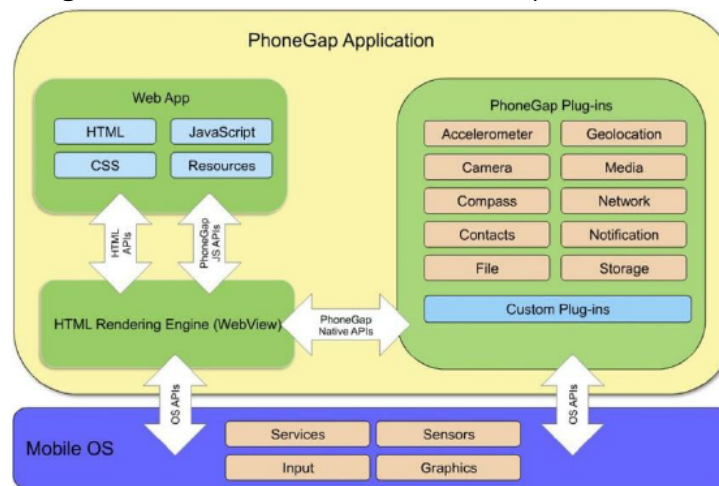 PhoneGap Application
Web App
HTML
JavaScript
CSS
Resources
HTML
APIs
PhoneGap
JS APIs
HTML Rendering Engine (WebView)
PhoneGap
Native APIs
PhoneGap Plug-ins
Accelerometer
Geolocation
Camera
Media
Compass
Network
Contacts
Notification
File
Storage
Custom Plug-ins
OS APIs
OS APIs
Mobile OS
Services
Sensors
Input
Graphics